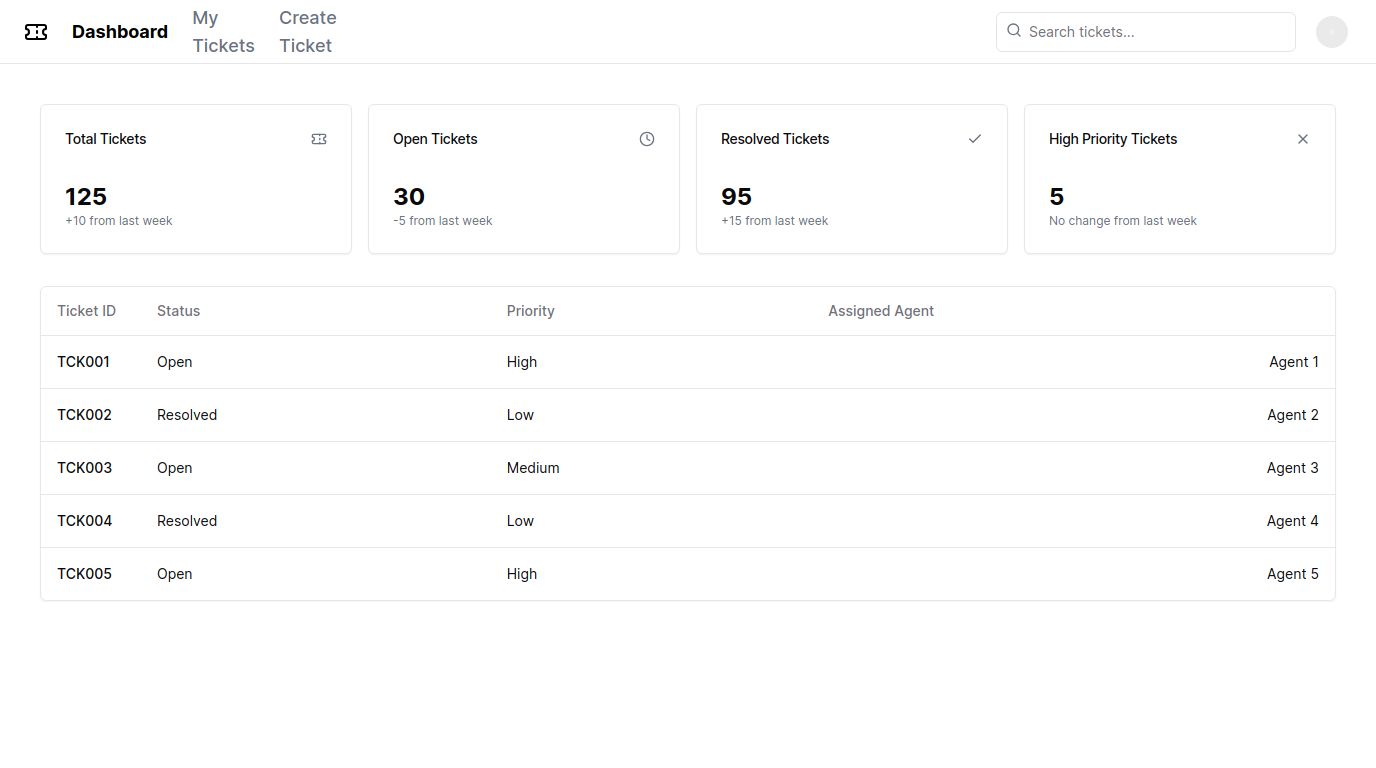 Dashboard
My
Tickets
Create
Ticket
Search tickets...
Total Tickets
125
+10 from last week
Open Tickets
30
-5 from last week
Resolved Tickets
95
+15 from last week
High Priority Tickets
5
No change from last week
Ticket ID Status Priority Assigned Agent
TCK001 Open High Agent 1
TCK002 Resolved Low Agent 2
TCK003 Open Medium Agent 3
TCK004 Resolved Low Agent 4
TCK005 Open High Agent 5